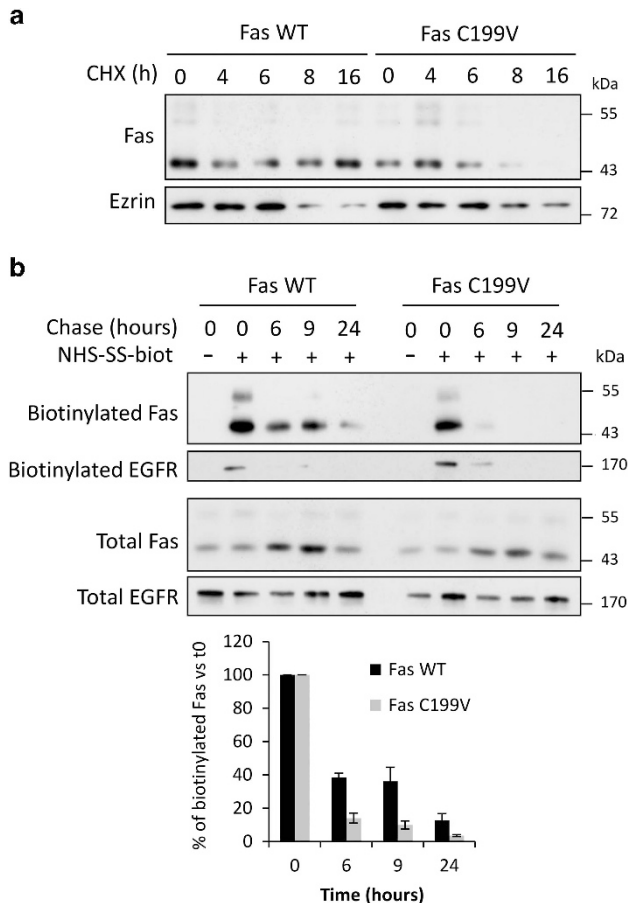 a
Fas WT Fas C199V
CHX (h) 0 4 6 8 16 0 4 6 8 16 kDa
Fas 55
43
Ezrin 72
b
Fas WT Fas C199V
Chase (hours) 0 0 6 9 24 0 0 6 9 24
NHS-SS-biot − + + + + − + + + + kDa
55
Biotinylated Fas 43
Biotinylated EGFR 170
55
Total Fas
43
Total EGFR 170
% of biotinylated Fas vs t0
120
100
80
60
40
20
0
Fas WT
Fas C199V
0 6 9 24
Time (hours)